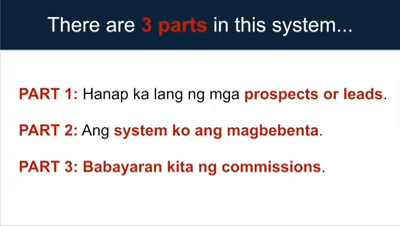 There are 3 parts in this system...
PART 1: Hanap ka lang ng mga prospects or leads.
PART 2: Ang system ko ang magbebenta.
PART 3: Babayaran kita ng commissions.